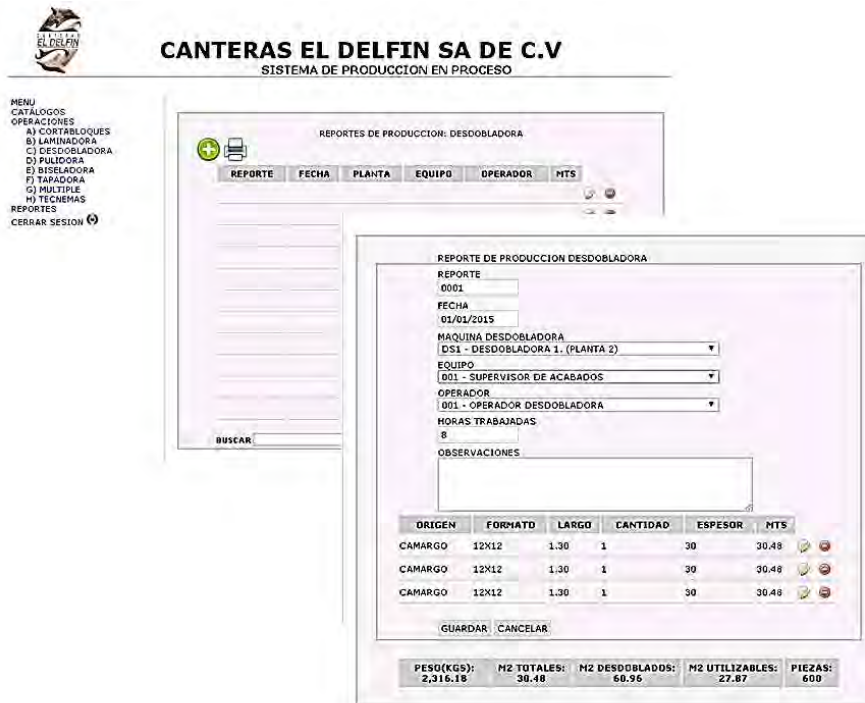 CANTERAS
EL DELFIN
CANTERAS EL DELFIN SA DE C.V
SISTEMA DE PRODUCCION EN PROCESO
MENU
CATÁLOGOS
OPERACIONES
A) CORTABLOQUES
B) LAMINADORA
C) DESDOBLADORA
D) PULIDORA
E) BISELADORA
F) TAPADORA
G) MULTIPLE
H) TECNEMAS
REPORTES
CERRAR SESION
REPORTES DE PRODUCCION: DESDOBLADORA
REPORTE FECHA PLANTA EQUIPO OPERADOR MTS
BUSCAR
REPORTE DE PRODUCCION DESDOBLADORA
REPORTE
0001
FECHA
01/01/2015
MAQUINA DESDOBLADORA
DS1 - DESDOBLADORA 1. (PLANTA 2)
EQUIPO
001 - SUPERVISOR DE ACABADOS
OPERADOR
001 - OPERADOR DESDOBLADORA
HORAS TRABAJADAS
8
OBSERVACIONES
ORIGEN FORMATO LARGO CANTIDAD ESPESOR MTS
CAMARGO 12X12 1.30 1 30 30.48
CAMARGO 12X12 1.30 1 30 30.48
CAMARGO 12X12 1.30 1 30 30.48
GUARDAR CANCELAR
PESO(KGS): M2 TOTALES: M2 DESDOBLADOS: M2 UTILIZABLES: PIEZAS:
2,316.18 30.48 60.96 27.87 600